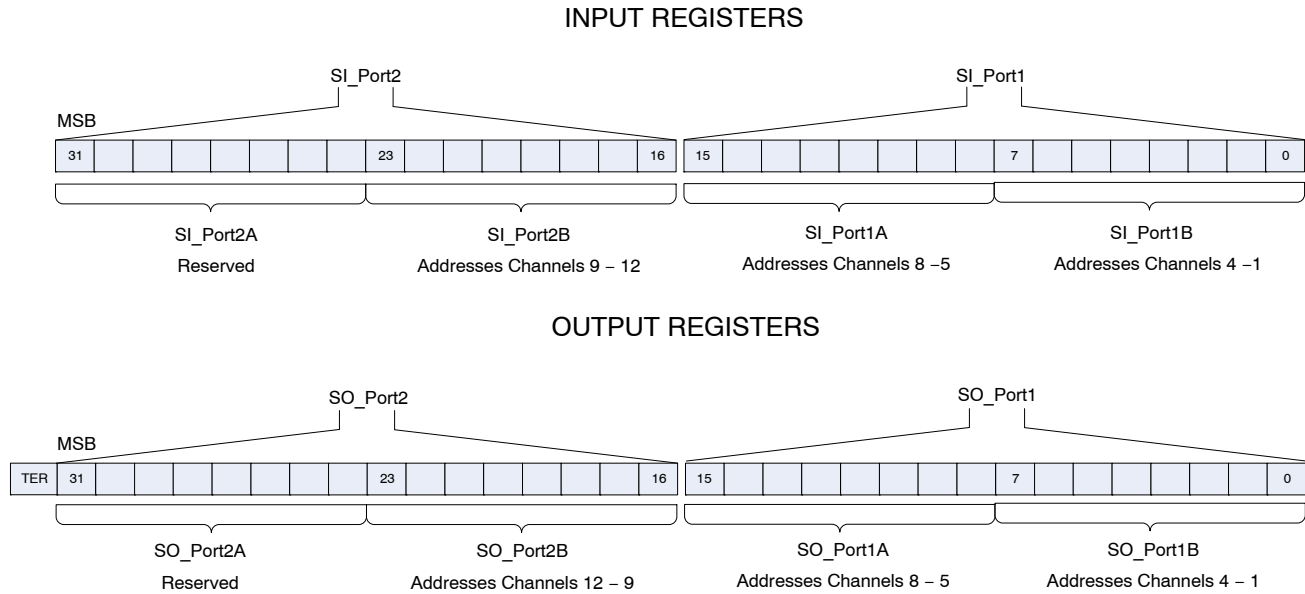 INPUT REGISTERS
SI_Port2 SI_Port1
MSB
31 23 16 15 7 0
SI_Port2A SI_Port2B SI_Port1A SI_Port1B
Reserved Addresses Channels 9 – 12 Addresses Channels 8 –5 Addresses Channels 4 –1
OUTPUT REGISTERS
SO_Port2 SO_Port1
MSB
TER 31 23 16 15 7 0
SO_Port2A SO_Port2B SO_Port1A SO_Port1B
Reserved Addresses Channels 12 – 9 Addresses Channels 8 – 5 Addresses Channels 4 – 1